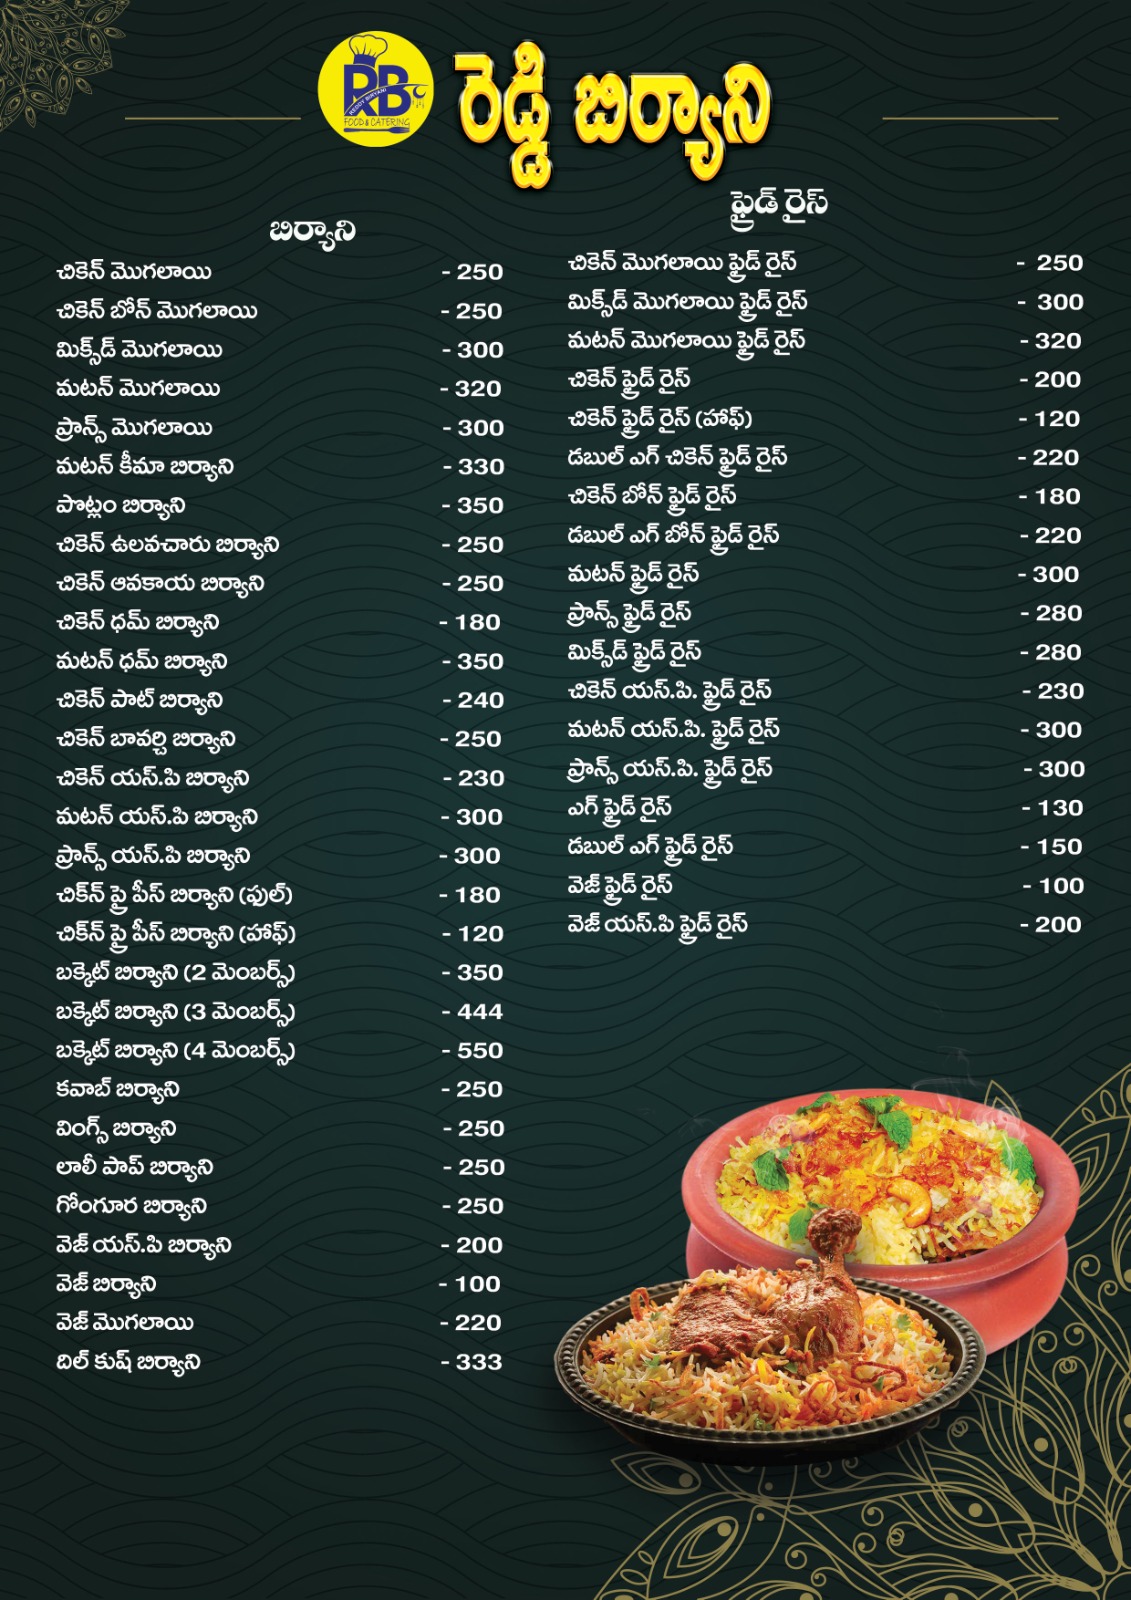 RB
REDDY BIRYANI
FOOD & CATERING
రెడ్డి బిర్యాని
బిర్యాని
చికెన్ మొగలాయి - 250
చికెన్ బోన్ మొగలాయి - 250
మిక్స్‌డ్ మొగలాయి - 300
మటన్ మొగలాయి - 320
ప్రాన్స్ మొగలాయి - 300
మటన్ కీమా బిర్యాని - 330
పొట్లం బిర్యాని - 350
చికెన్ ఉలవచారు బిర్యాని - 250
చికెన్ ఆవకాయ బిర్యాని - 250
చికెన్ ధమ్ బిర్యాని - 180
మటన్ ధమ్ బిర్యాని - 350
చికెన్ పాట్ బిర్యాని - 240
చికెన్ బావర్చి బిర్యాని - 250
చికెన్ యస్.పి బిర్యాని - 230
మటన్ యస్.పి బిర్యాని - 300
ప్రాన్స్ యస్.పి బిర్యాని - 300
చిక్‌న్ ఫ్రై పీస్ బిర్యాని (ఫుల్) - 180
చిక్‌న్ ఫ్రై పీస్ బిర్యాని (హాఫ్) - 120
బక్కెట్ బిర్యాని (2 మెంబర్స్) - 350
బక్కెట్ బిర్యాని (3 మెంబర్స్) - 444
బక్కెట్ బిర్యాని (4 మెంబర్స్) - 550
కవాబ్ బిర్యాని - 250
వింగ్స్ బిర్యాని - 250
లాలీ పాప్ బిర్యాని - 250
గోంగూర బిర్యాని - 250
వెజ్ యస్.పి బిర్యాని - 200
వెజ్ బిర్యాని - 100
వెజ్ మొగలాయి - 220
దిల్ కుష్ బిర్యాని - 333
ఫ్రైడ్ రైస్
చికెన్ మొగలాయి ఫ్రైడ్ రైస్ - 250
మిక్స్‌డ్ మొగలాయి ఫ్రైడ్ రైస్ - 300
మటన్ మొగలాయి ఫ్రైడ్ రైస్ - 320
చికెన్ ఫ్రైడ్ రైస్ - 200
చికెన్ ఫ్రైడ్ రైస్ (హాఫ్) - 120
డబుల్ ఎగ్ చికెన్ ఫ్రైడ్ రైస్ - 220
చికెన్ బోన్ ఫ్రైడ్ రైస్ - 180
డబుల్ ఎగ్ బోన్ ఫ్రైడ్ రైస్ - 220
మటన్ ఫ్రైడ్ రైస్ - 300
ప్రాన్స్ ఫ్రైడ్ రైస్ - 280
మిక్స్‌డ్ ఫ్రైడ్ రైస్ - 280
చికెన్ యస్.పి. ఫ్రైడ్ రైస్ - 230
మటన్ యస్.పి. ఫ్రైడ్ రైస్ - 300
ప్రాన్స్ యస్.పి. ఫ్రైడ్ రైస్ - 300
ఎగ్ ఫ్రైడ్ రైస్ - 130
డబుల్ ఎగ్ ఫ్రైడ్ రైస్ - 150
వెజ్ ఫ్రైడ్ రైస్ - 100
వెజ్ యస్.పి ఫ్రైడ్ రైస్ - 200